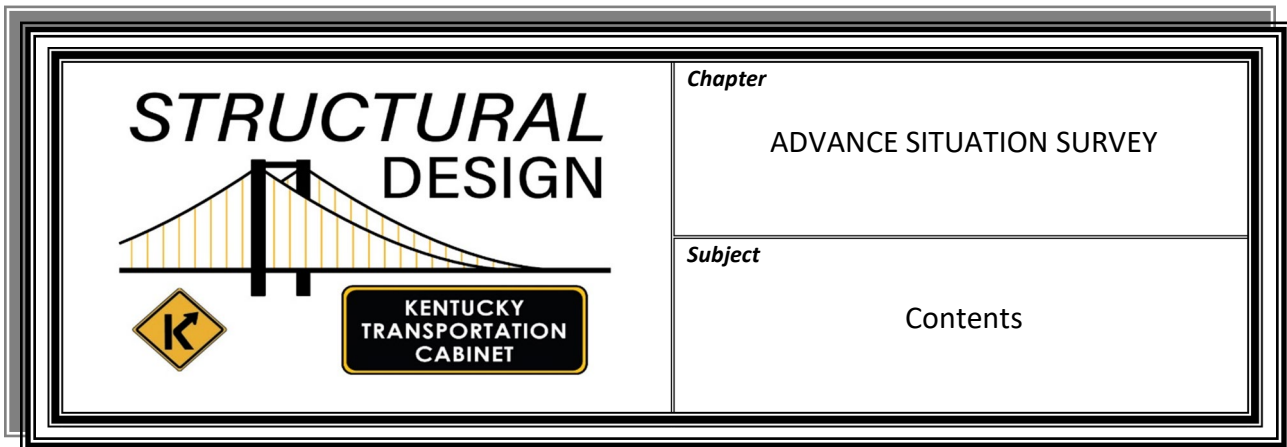 STRUCTURAL
DESIGN
KENTUCKY
TRANSPORTATION
CABINET
Chapter
ADVANCE SITUATION SURVEY
Subject
Contents